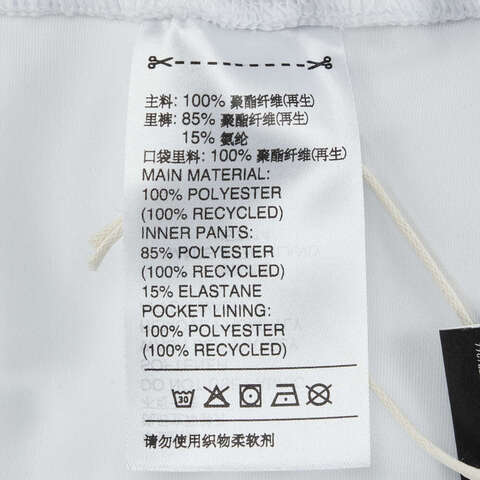 主料: 100% 聚酯纤维(再生)
里裤: 85% 聚酯纤维(再生)
15% 氨纶
口袋里料: 100% 聚酯纤维(再生)
MAIN MATERIAL:
100% POLYESTER
(100% RECYCLED)
INNER PANTS:
85% POLYESTER
(100% RECYCLED)
15% ELASTANE
POCKET LINING:
100% POLYESTER
(100% RECYCLED)
30
请勿使用织物柔软剂